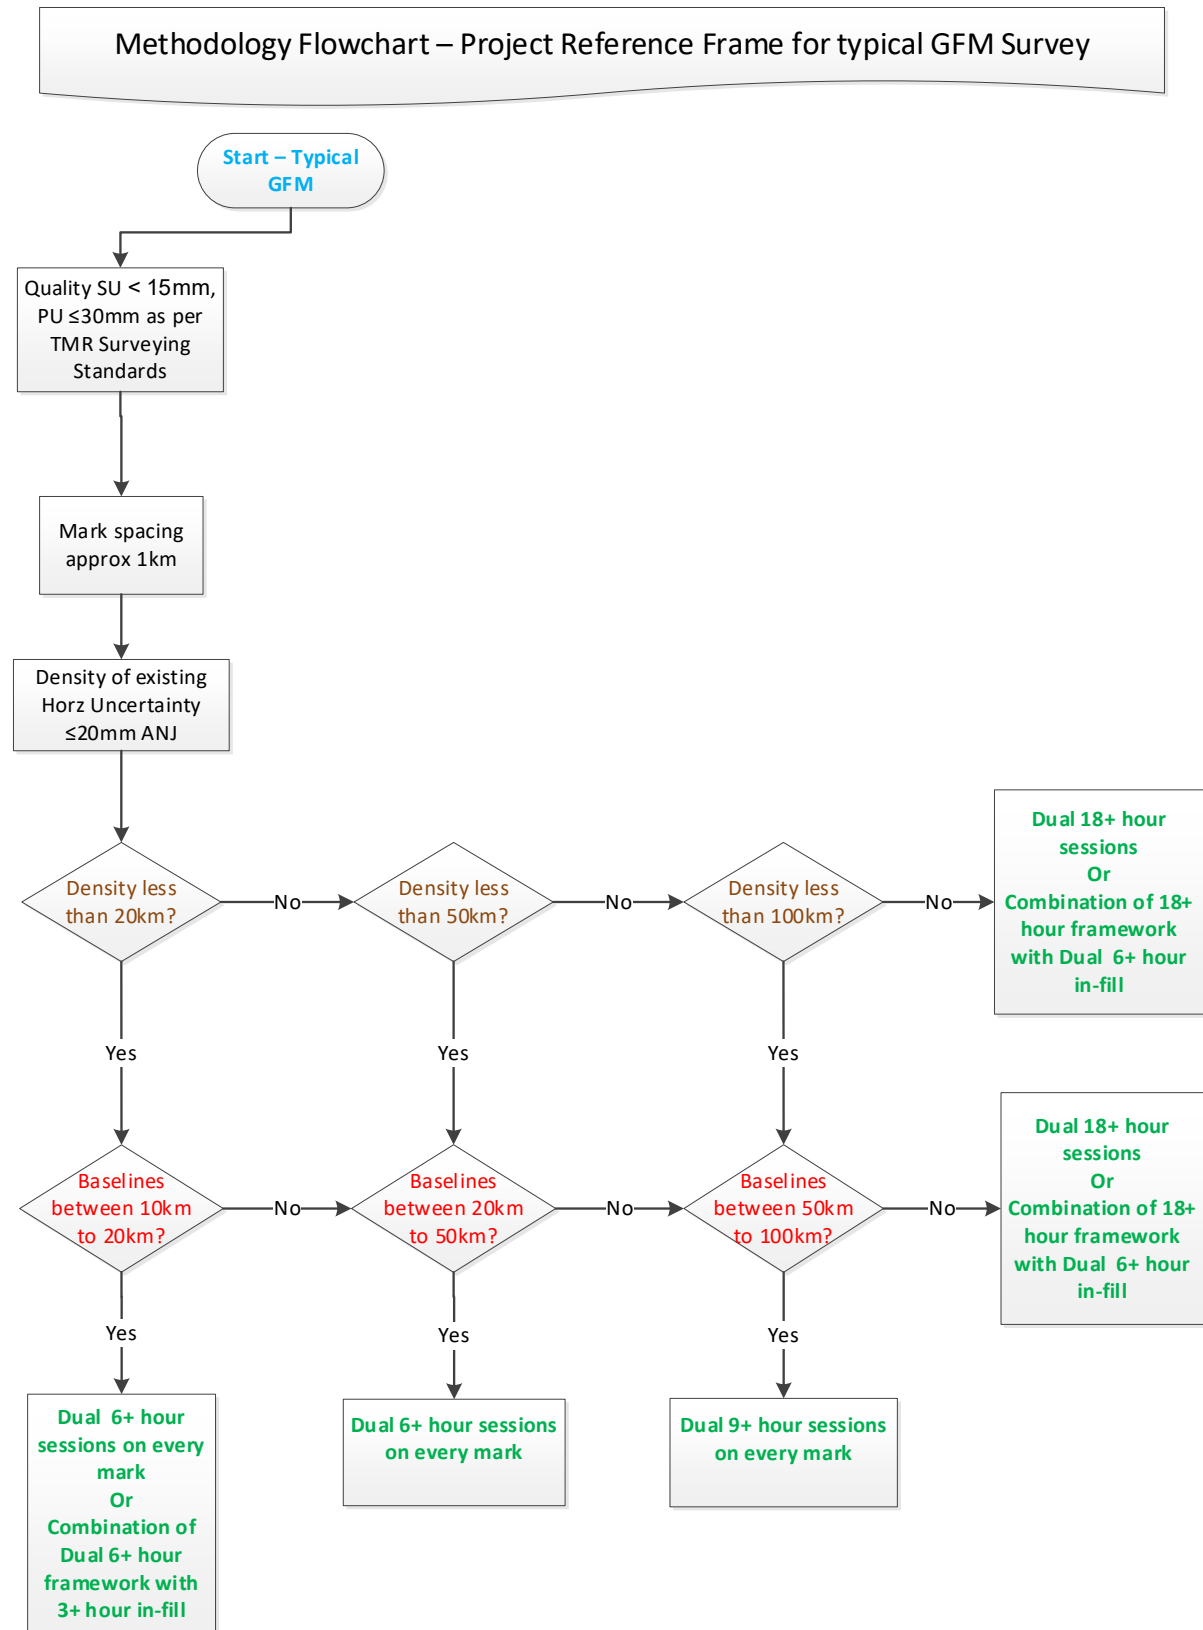 Methodology Flowchart – Project Reference Frame for typical GFM Survey
Start – Typical
GFM
Quality SU < 15mm,
PU ≤30mm as per
TMR Surveying
Standards
Mark spacing
approx 1km
Density of existing
Horz Uncertainty
≤20mm ANJ
Density less
than 20km?
No
Density less
than 50km?
No
Density less
than 100km?
No
Dual 18+ hour
sessions
Or
Combination of 18+
hour framework
with Dual 6+ hour
in-fill
Yes
Yes
Yes
Baselines
between 10km
to 20km?
No
Baselines
between 20km
to 50km?
No
Baselines
between 50km
to 100km?
No
Dual 18+ hour
sessions
Or
Combination of 18+
hour framework
with Dual 6+ hour
in-fill
Yes
Yes
Yes
Dual 6+ hour
sessions on every
mark
Or
Combination of
Dual 6+ hour
framework with
3+ hour in-fill
Dual 6+ hour sessions
on every mark
Dual 9+ hour sessions
on every mark